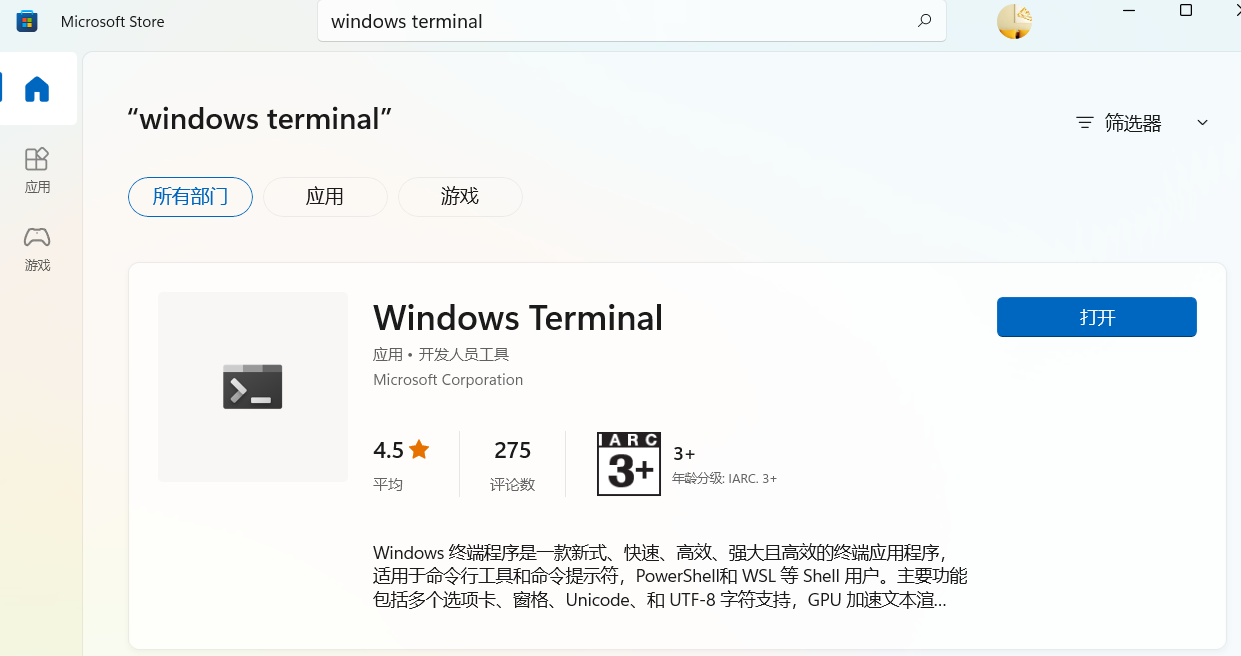 Microsoft Store
windows terminal
“windows terminal”
筛选器
所有部门
应用
游戏
应用
游戏
Windows Terminal
打开
应用 • 开发人员工具
Microsoft Corporation
4.5
275
IARC
3+
3+
平均
评论数
年龄分级: IARC. 3+
Windows 终端程序是一款新式、快速、高效、强大且高效的终端应用程序，
适用于命令行工具和命令提示符，PowerShell和 WSL 等 Shell 用户。主要功能
包括多个选项卡、窗格、Unicode、和 UTF-8 字符支持，GPU 加速文本渲...